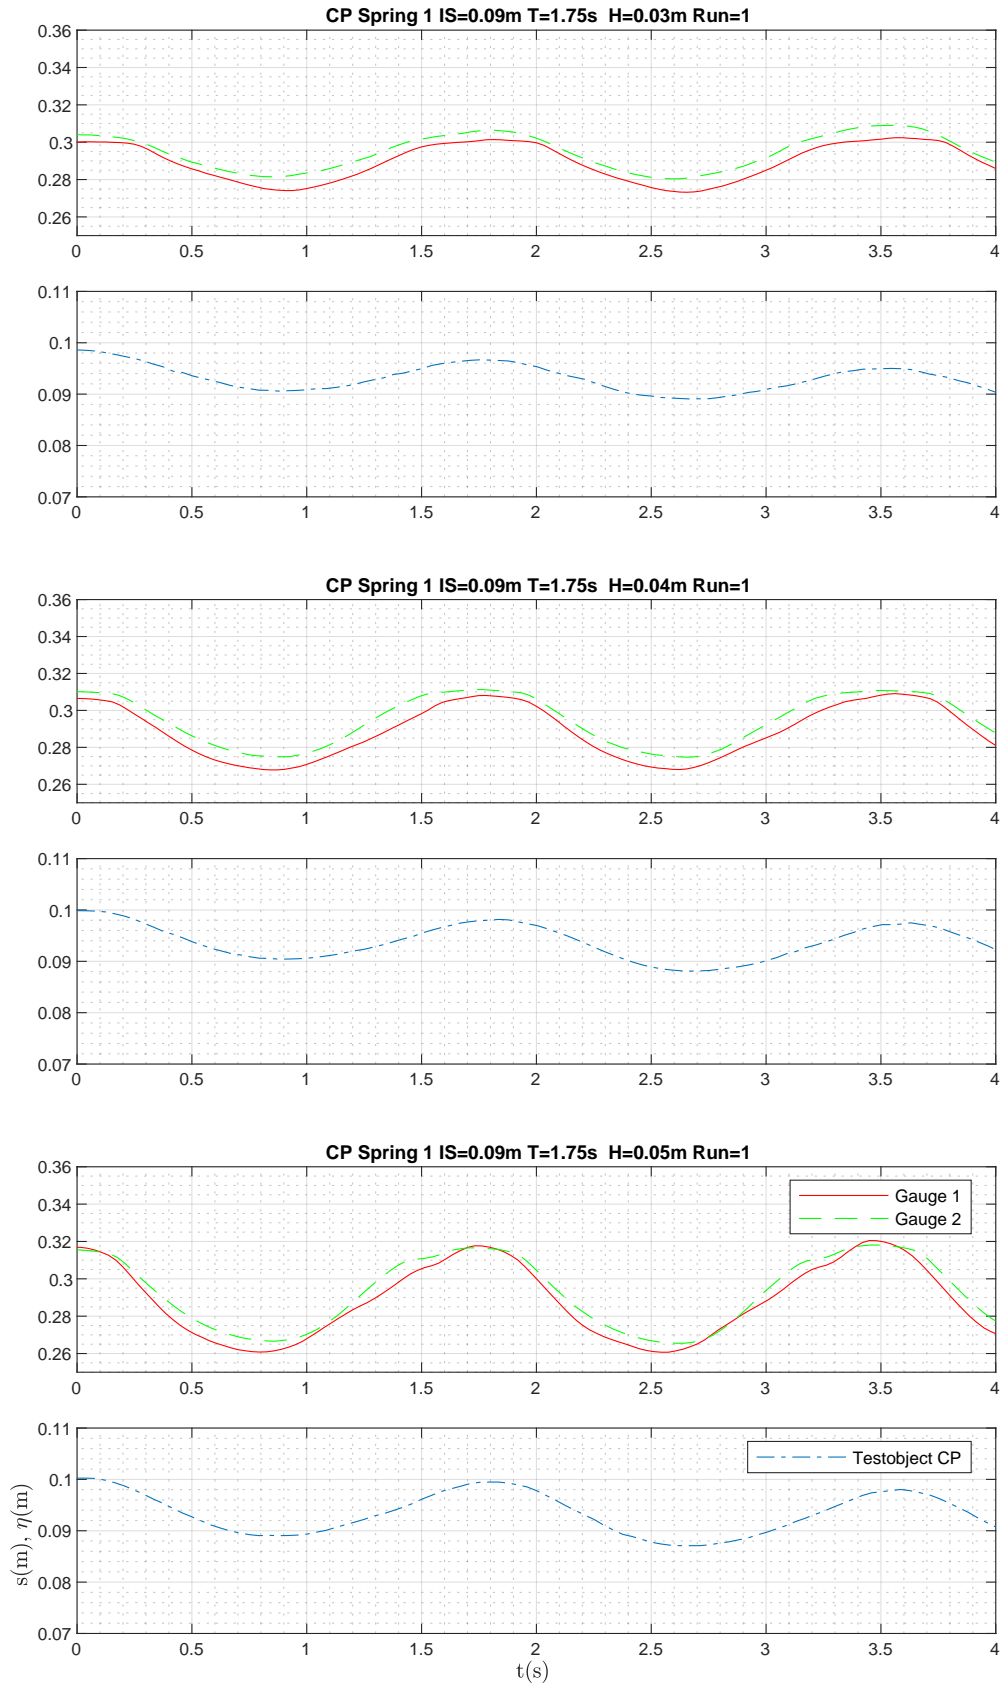 CP Spring 1 IS=0.09m T=1.75s  H=0.03m Run=1
0.36
0.34
0.32
0.3
0.28
0.26
0 0.5 1 1.5 2 2.5 3 3.5 4
0.11
0.1
0.09
0.08
0.07
0 0.5 1 1.5 2 2.5 3 3.5 4
CP Spring 1 IS=0.09m T=1.75s  H=0.04m Run=1
0.36
0.34
0.32
0.3
0.28
0.26
0 0.5 1 1.5 2 2.5 3 3.5 4
0.11
0.1
0.09
0.08
0.07
0 0.5 1 1.5 2 2.5 3 3.5 4
CP Spring 1 IS=0.09m T=1.75s  H=0.05m Run=1
0.36
0.34
0.32
0.3
0.28
0.26
Gauge 1
Gauge 2
0 0.5 1 1.5 2 2.5 3 3.5 4
0.11
0.1
0.09
0.08
0.07
Testobject CP
s(m), η(m)
0 0.5 1 1.5 2 2.5 3 3.5 4
t(s)